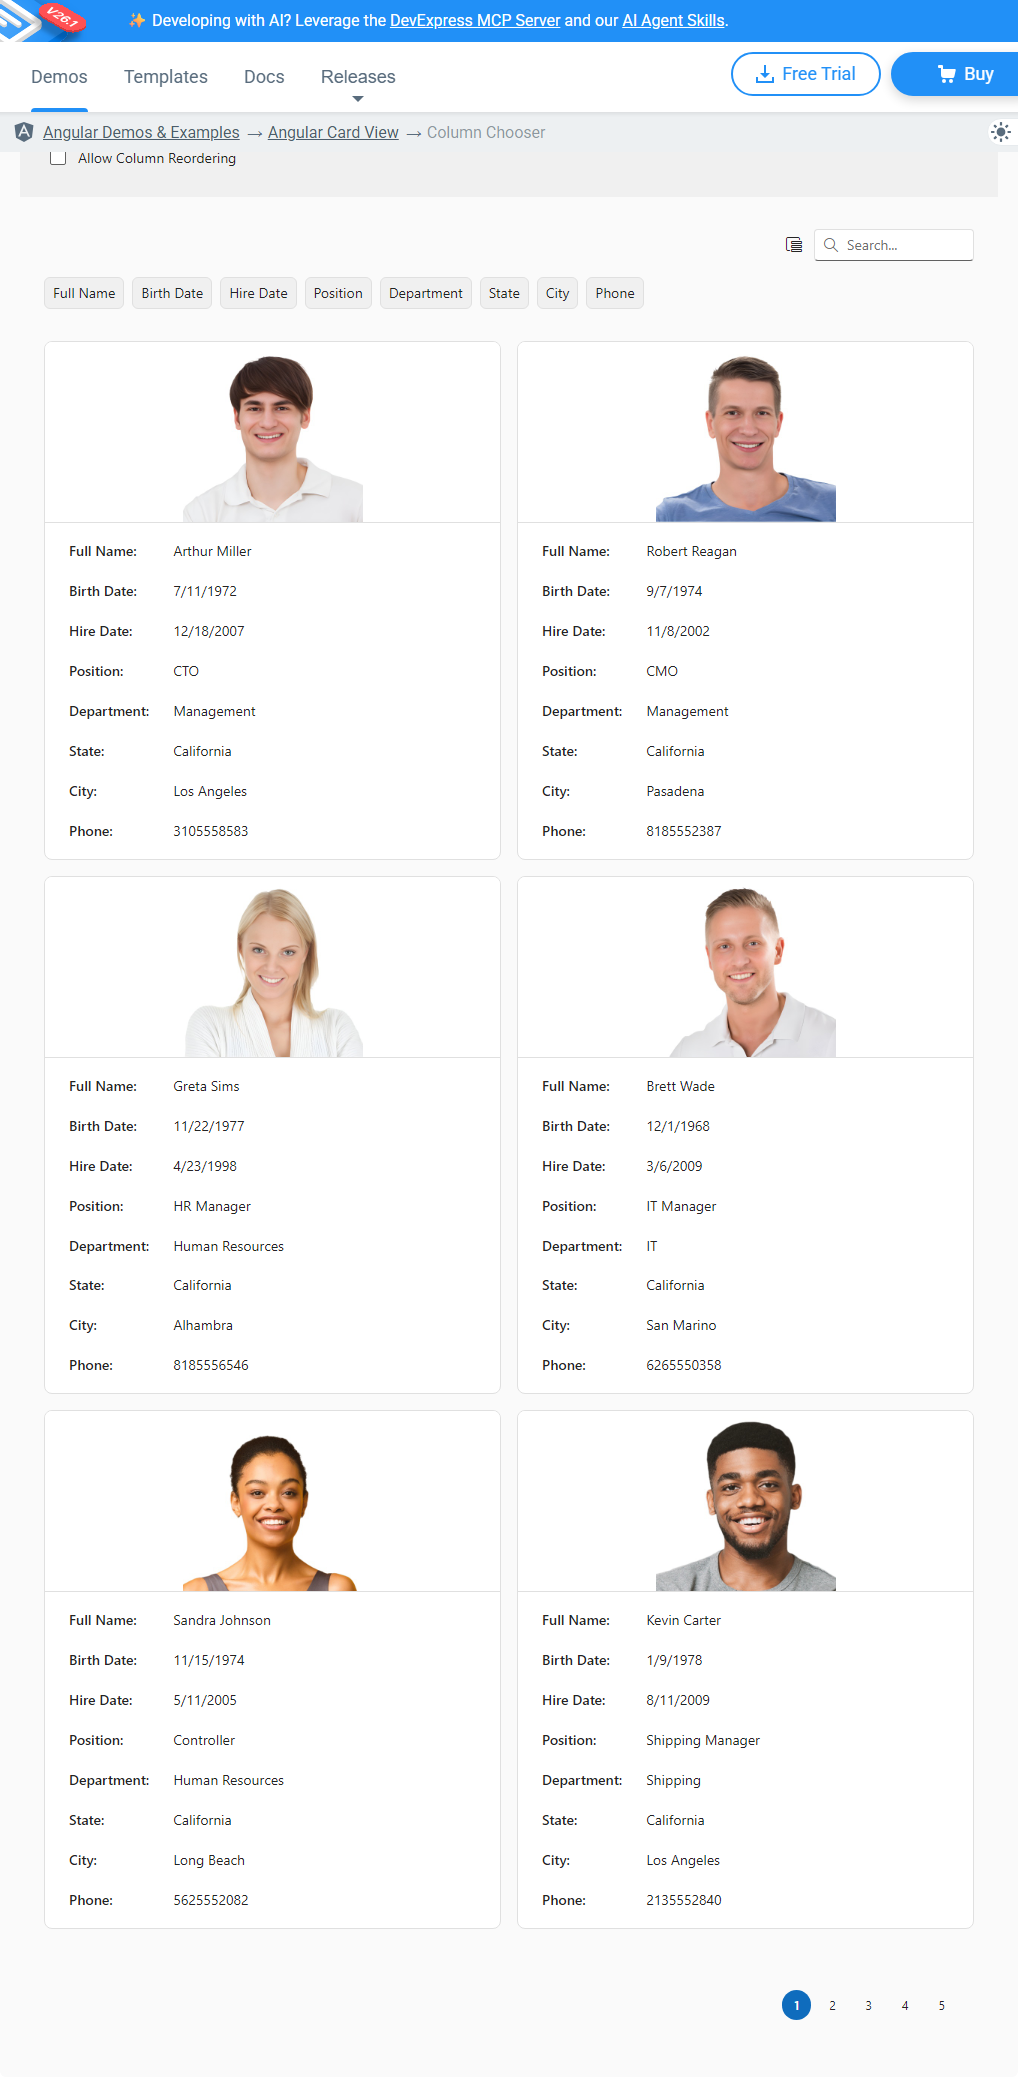 V26.1
✨ Developing with AI? Leverage the DevExpress MCP Server and our AI Agent Skills.
Demos Templates Docs Releases Free Trial Buy
Angular Demos & Examples → Angular Card View → Column Chooser
Allow Column Reordering
Search...
Full Name Birth Date Hire Date Position Department State City Phone
Full Name: Arthur Miller
Birth Date: 7/11/1972
Hire Date: 12/18/2007
Position: CTO
Department: Management
State: California
City: Los Angeles
Phone: 3105558583
Full Name: Robert Reagan
Birth Date: 9/7/1974
Hire Date: 11/8/2002
Position: CMO
Department: Management
State: California
City: Pasadena
Phone: 8185552387
Full Name: Greta Sims
Birth Date: 11/22/1977
Hire Date: 4/23/1998
Position: HR Manager
Department: Human Resources
State: California
City: Alhambra
Phone: 8185556546
Full Name: Brett Wade
Birth Date: 12/1/1968
Hire Date: 3/6/2009
Position: IT Manager
Department: IT
State: California
City: San Marino
Phone: 6265550358
Full Name: Sandra Johnson
Birth Date: 11/15/1974
Hire Date: 5/11/2005
Position: Controller
Department: Human Resources
State: California
City: Long Beach
Phone: 5625552082
Full Name: Kevin Carter
Birth Date: 1/9/1978
Hire Date: 8/11/2009
Position: Shipping Manager
Department: Shipping
State: California
City: Los Angeles
Phone: 2135552840
1 2 3 4 5